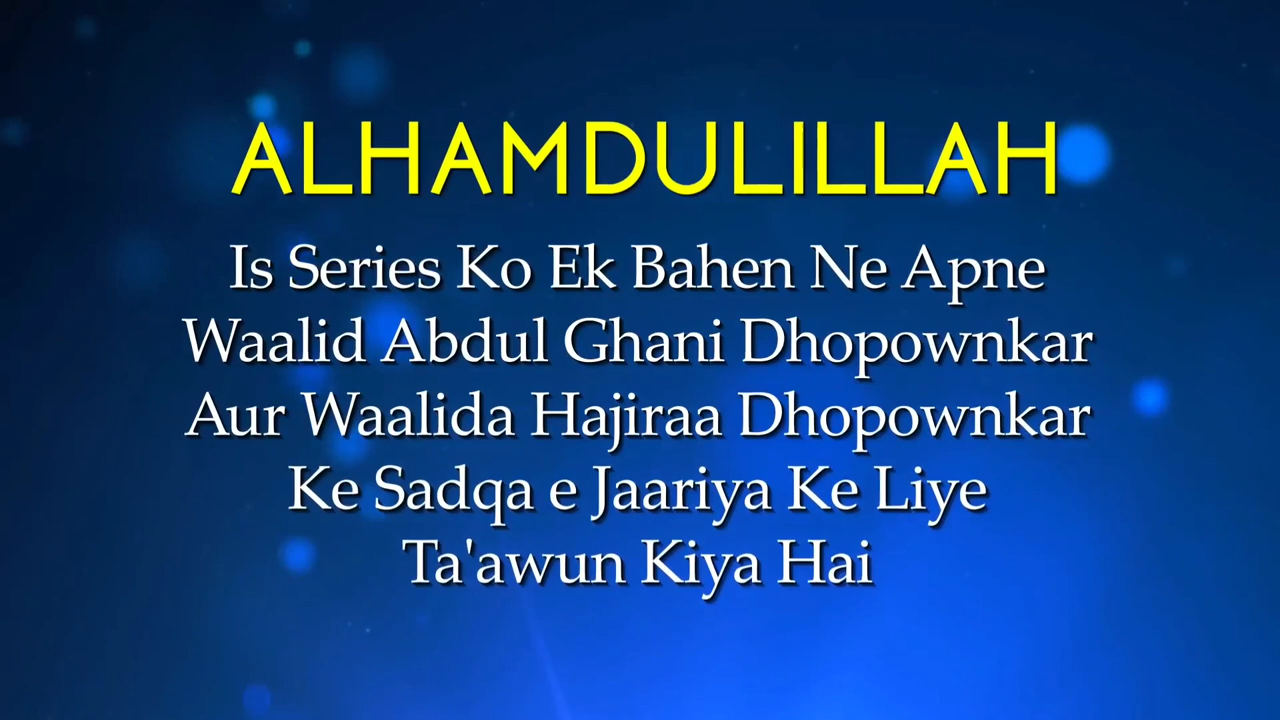 ALHAMDULILLAH
Is Series Ko Ek Bahen Ne Apne
Waalid Abdul Ghani Dhopownkar
Aur Waalida Hajiraa Dhopownkar
Ke Sadqa e Jaariya Ke Liye
Ta'awun Kiya Hai